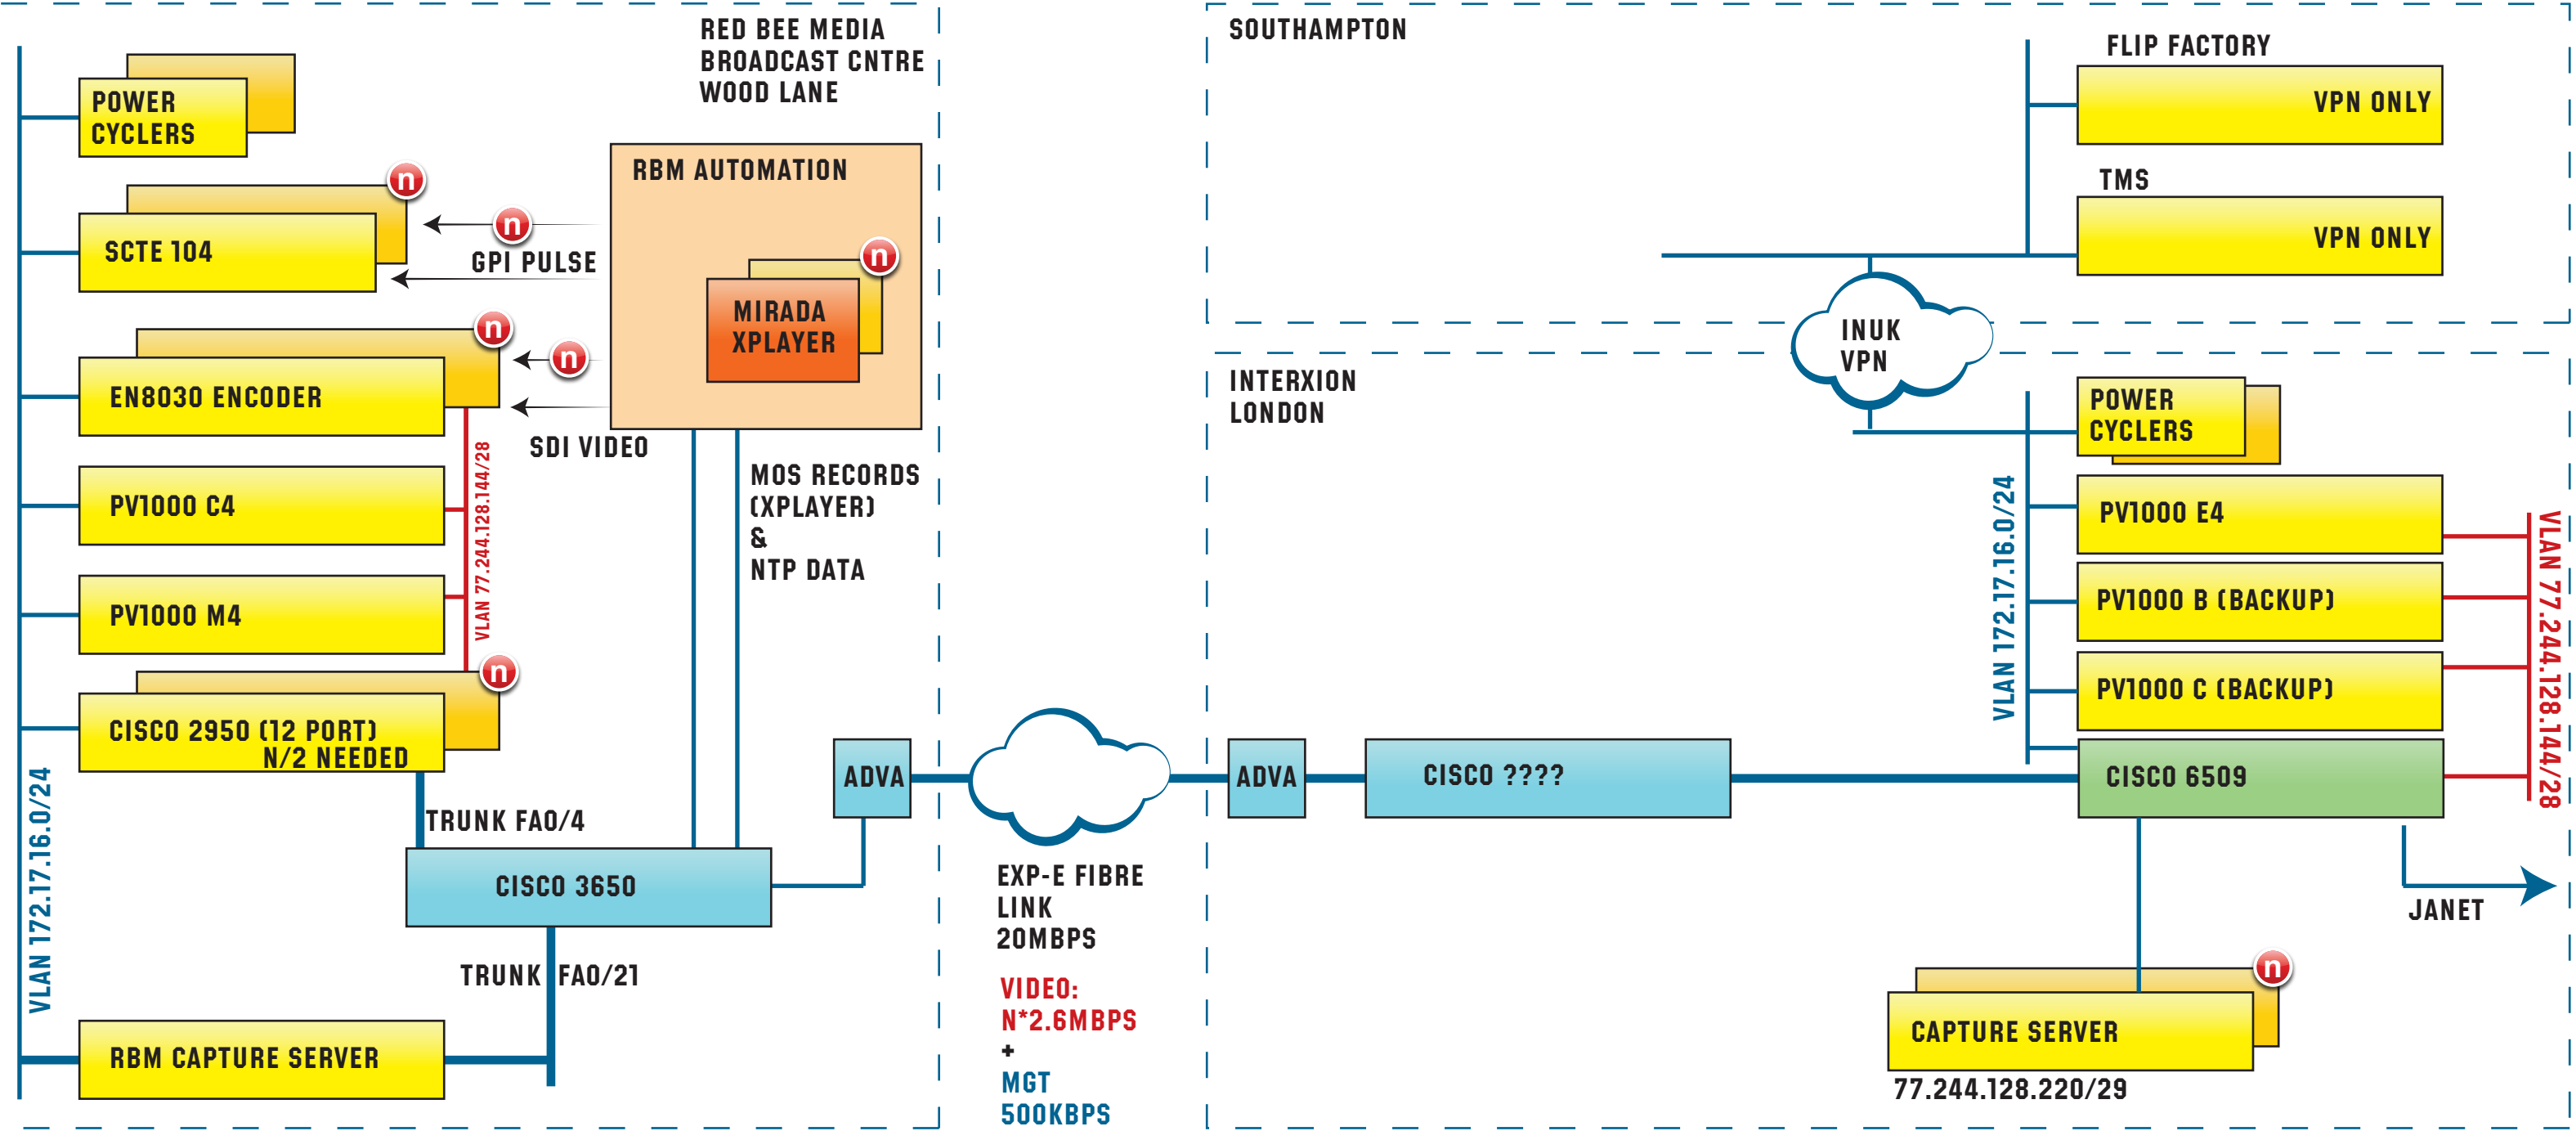 RED BEE MEDIA
BROADCAST CNTRE
WOOD LANE
POWER
CYCLERS
n
SCTE 104
n
GPI PULSE
RBM AUTOMATION
n
MIRADA
XPLAYER
n
EN8030 ENCODER
n
SDI VIDEO
VLAN 77.244.128.144/28
PV1000 C4
PV1000 M4
MOS RECORDS
(XPLAYER)
&
NTP DATA
n
CISCO 2950 (12 PORT)
N/2 NEEDED
VLAN 172.17.16.0/24
TRUNK FA0/4
CISCO 3650
TRUNK FA0/21
RBM CAPTURE SERVER
ADVA
EXP-E FIBRE
LINK
20MBPS
VIDEO:
N*2.6MBPS
+
MGT
500KBPS
SOUTHAMPTON
FLIP FACTORY
VPN ONLY
TMS
VPN ONLY
INUK
VPN
INTERXION
LONDON
POWER
CYCLERS
VLAN 172.17.16.0/24
PV1000 E4
PV1000 B (BACKUP)
PV1000 C (BACKUP)
VLAN 77.244.128.144/28
ADVA
CISCO ????
CISCO 6509
JANET
n
CAPTURE SERVER
77.244.128.220/29